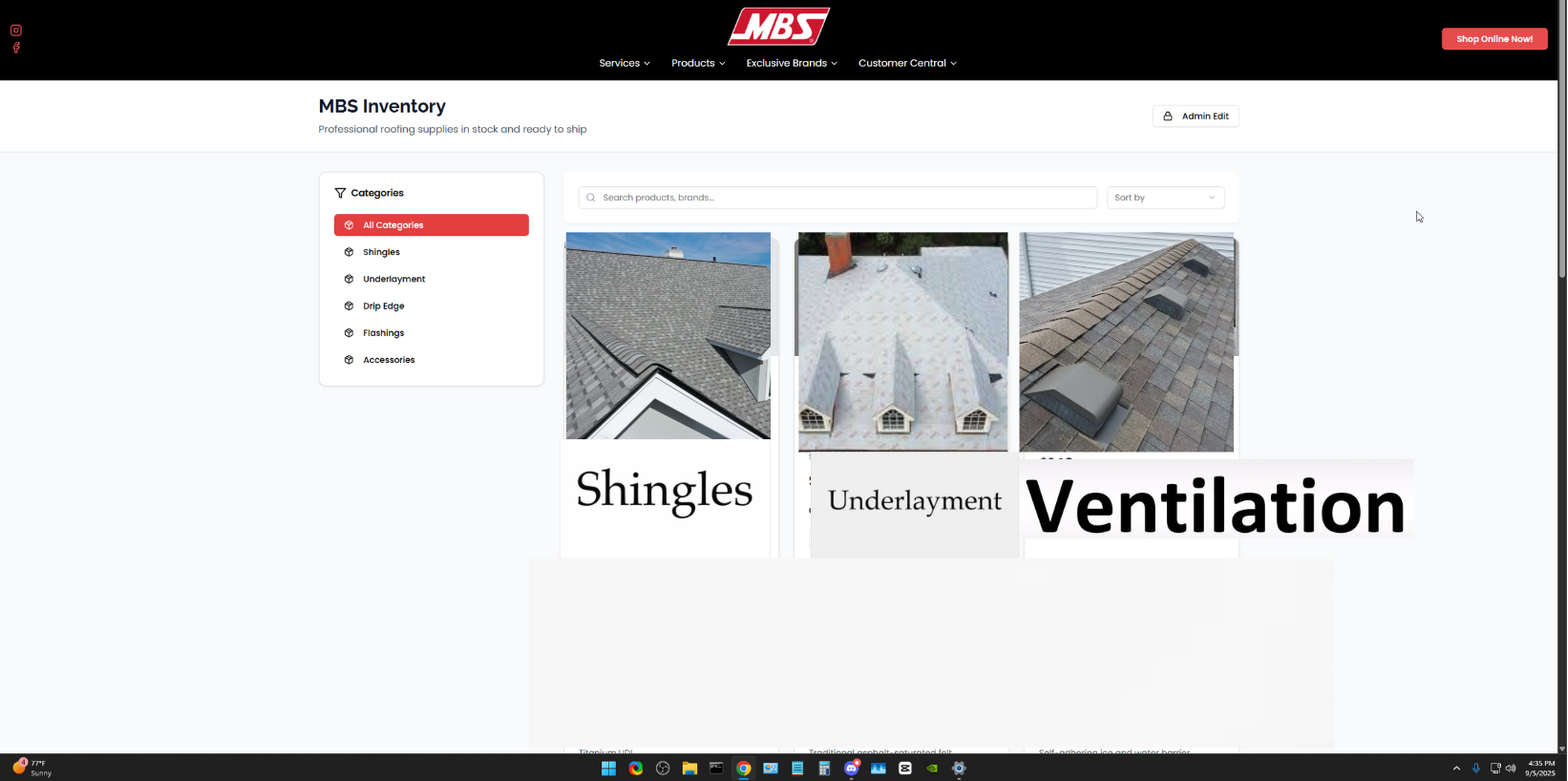 MBS
Services
Products
Exclusive Brands
Customer Central
Shop Online Now!
MBS Inventory
Professional roofing supplies in stock and ready to ship
Admin Edit
Categories
All Categories
Shingles
Underlayment
Drip Edge
Flashings
Accessories
Search products, brands...
Sort by
Shingles
Underlayment
Ventilation
Titanium UDL
Traditional asphalt-saturated felt
Self-adhering ice and water barrier
4
77°F
Sunny
4:35 PM
9/5/2025